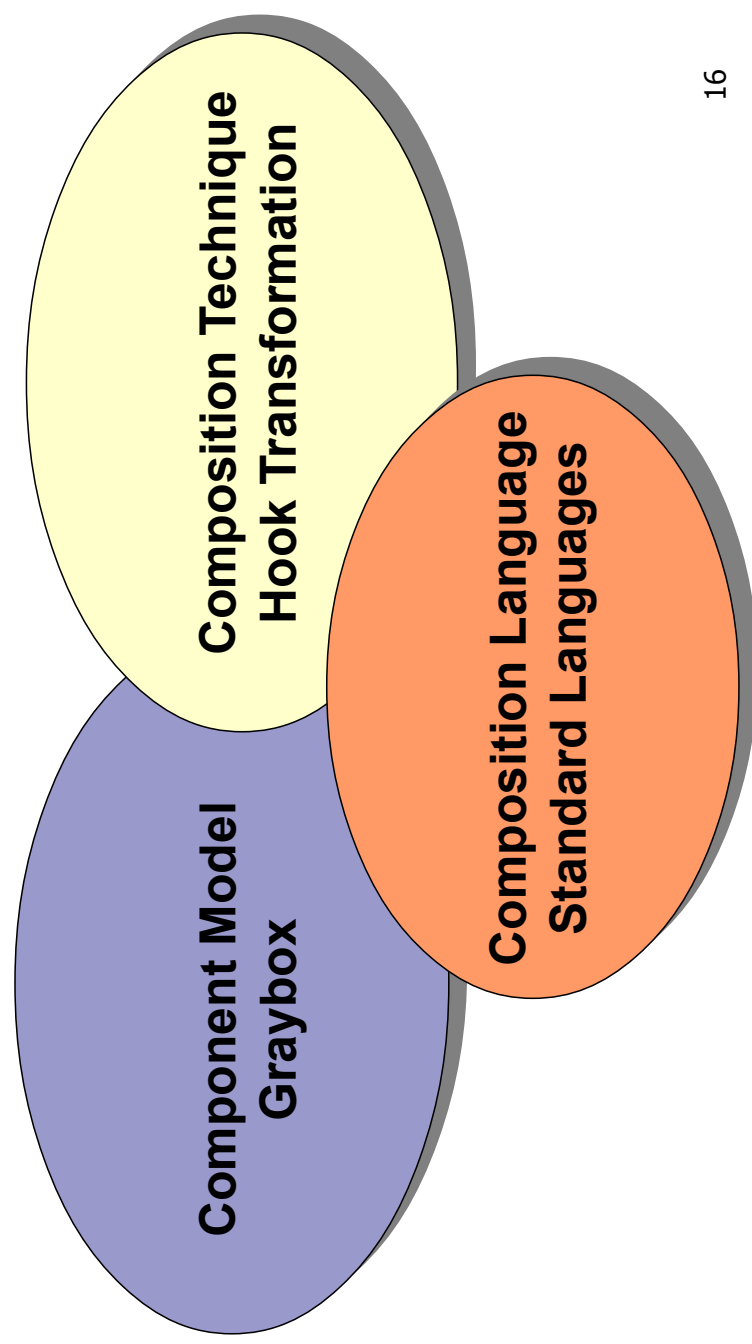 Component Model
Graybox
Composition Technique
Hook Transformation
Composition Language
Standard Languages
16